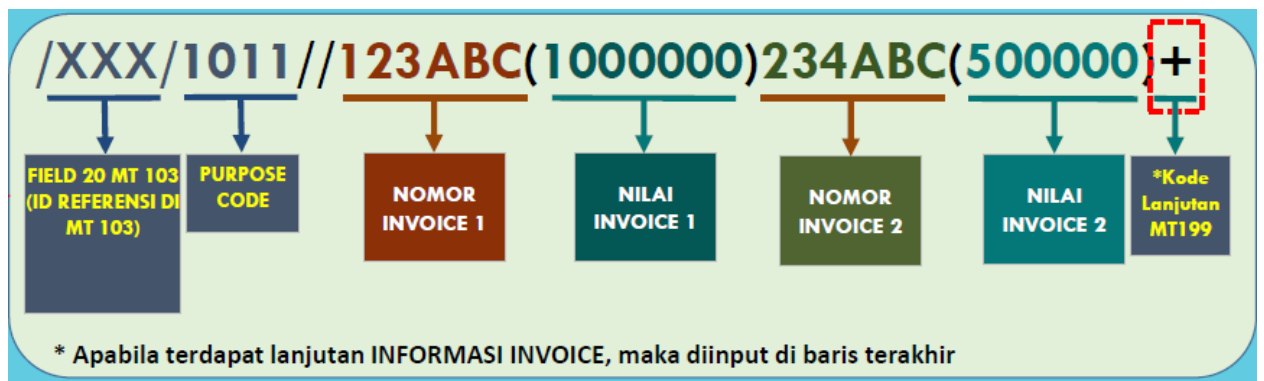 /XXX/1011//123ABC(1000000)234ABC(500000)+
FIELD 20 MT 103
(ID REFERENSI DI
MT 103)
PURPOSE
CODE
NOMOR
INVOICE 1
NILAI
INVOICE 1
NOMOR
INVOICE 2
NILAI
INVOICE 2
*Kode
Lanjutan
MT199
* Apabila terdapat lanjutan INFORMASI INVOICE, maka diinput di baris terakhir